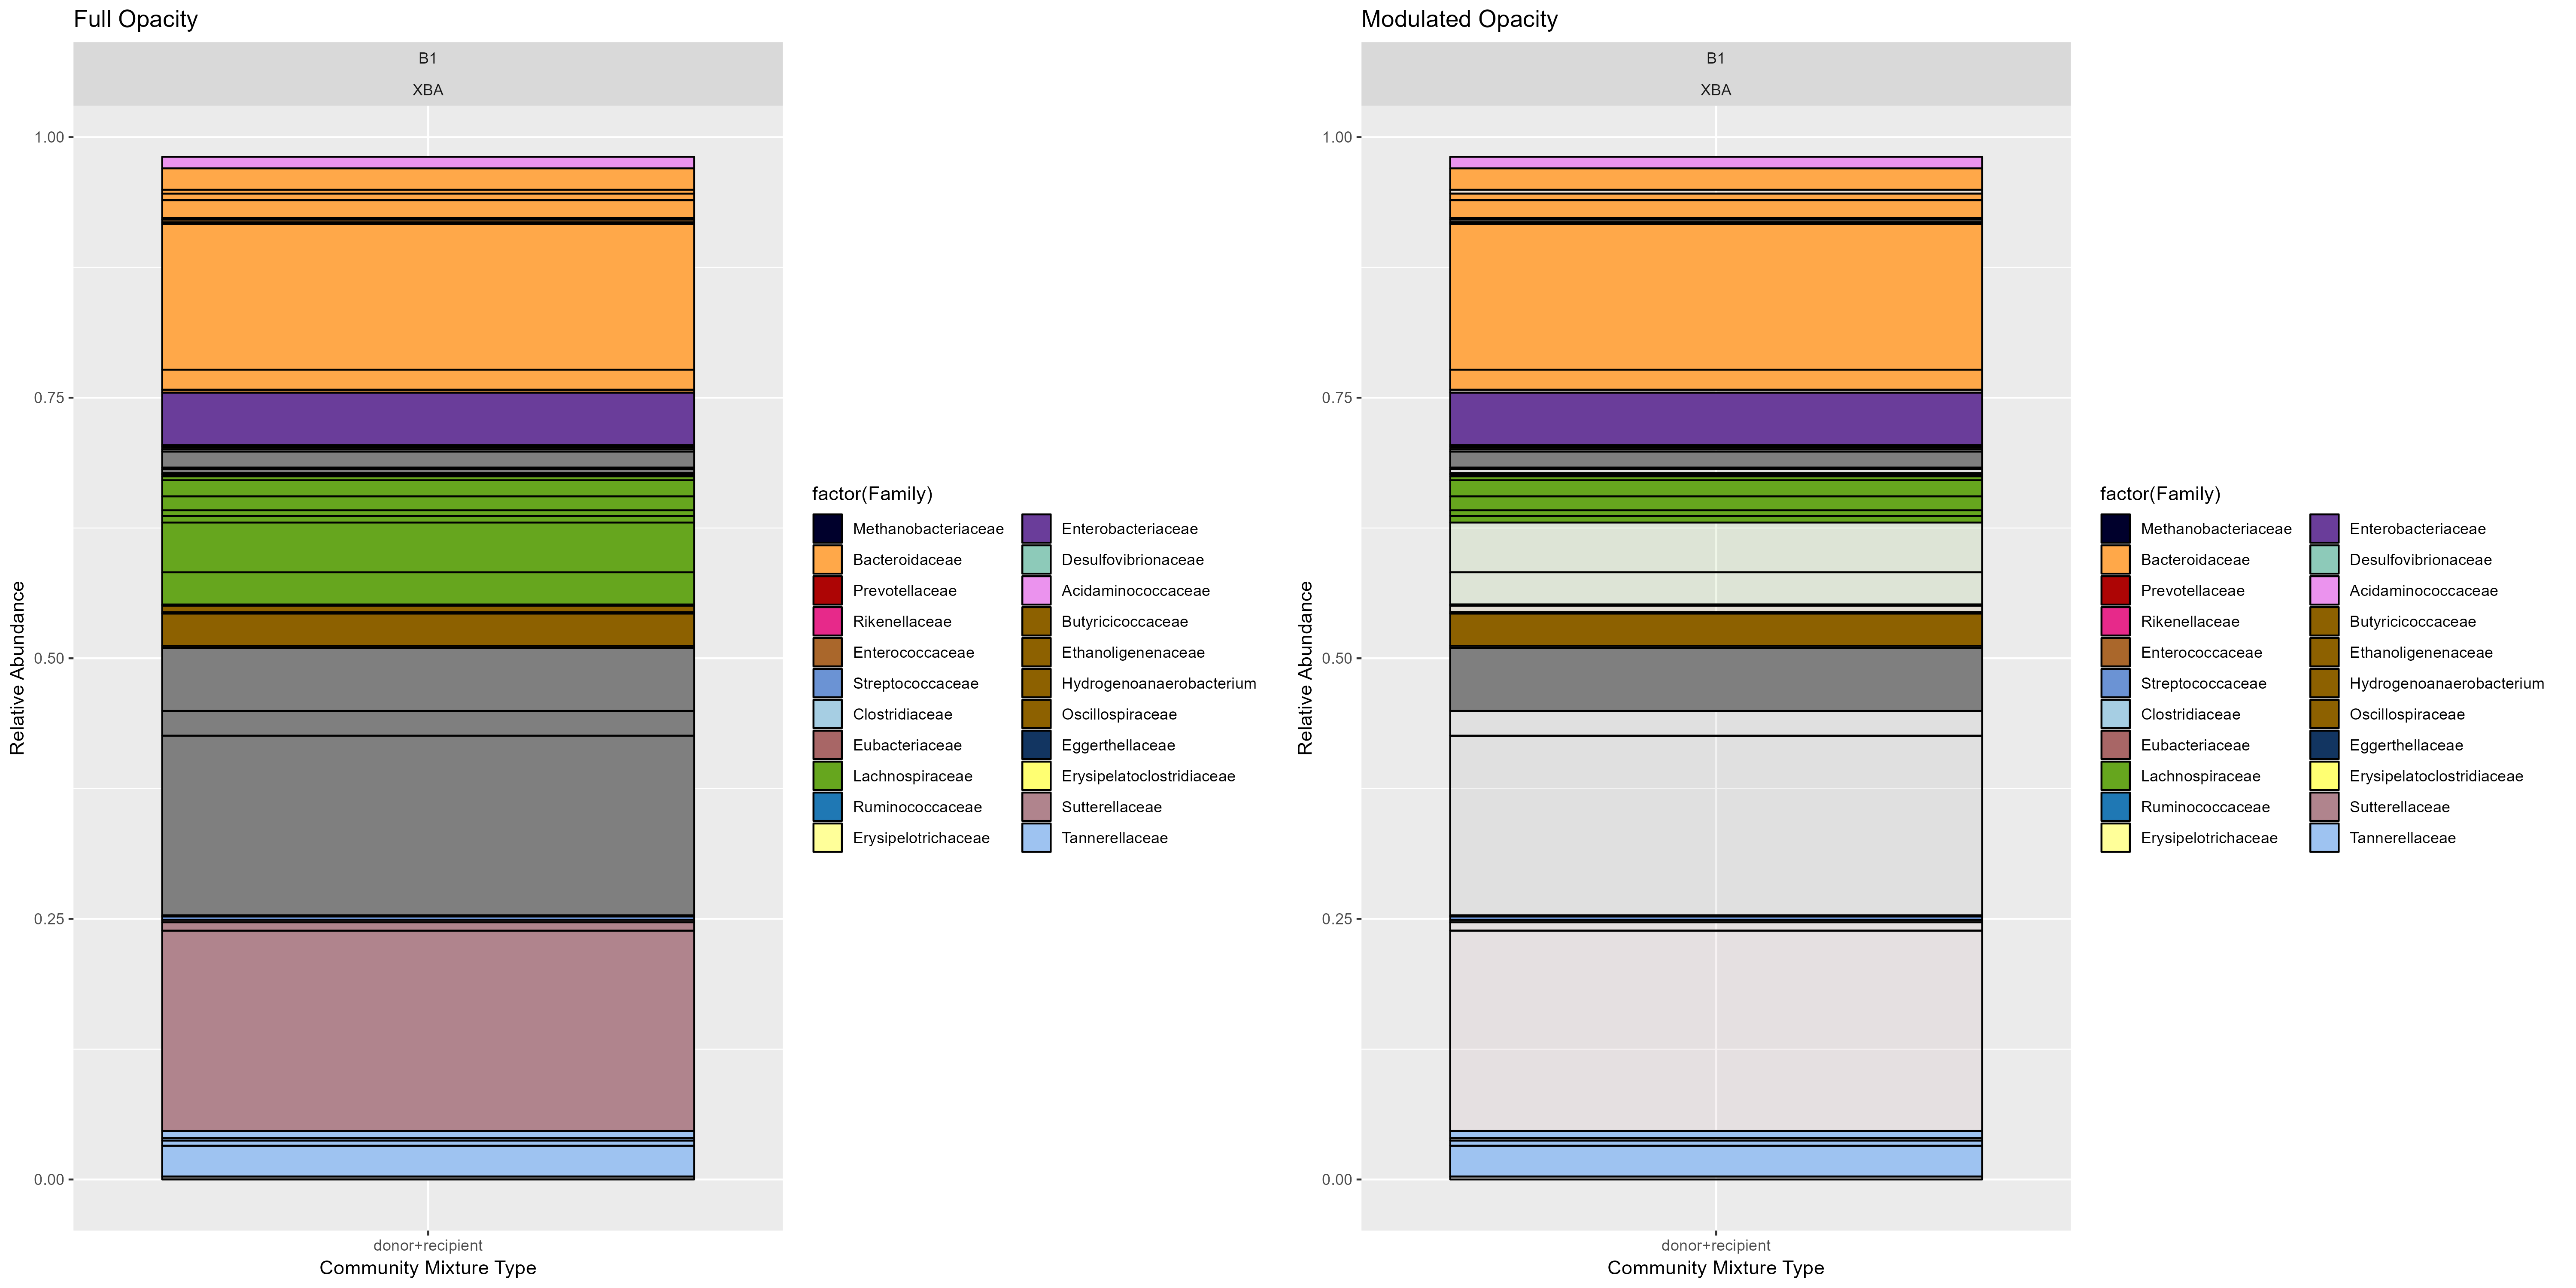 Full Opacity
B1
XBA
1.00
0.75
0.50
0.25
0.00
Relative Abundance
donor+recipient
Community Mixture Type
factor(Family)
Methanobacteriaceae
Bacteroidaceae
Prevotellaceae
Rikenellaceae
Enterococcaceae
Streptococcaceae
Clostridiaceae
Eubacteriaceae
Lachnospiraceae
Ruminococcaceae
Erysipelotrichaceae
Enterobacteriaceae
Desulfovibrionaceae
Acidaminococcaceae
Butyricicoccaceae
Ethanoligenenaceae
Hydrogenoanaerobacterium
Oscillospiraceae
Eggerthellaceae
Erysipelatoclostridiaceae
Sutterellaceae
Tannerellaceae
Modulated Opacity
B1
XBA
1.00
0.75
0.50
0.25
0.00
Relative Abundance
donor+recipient
Community Mixture Type
factor(Family)
Methanobacteriaceae
Bacteroidaceae
Prevotellaceae
Rikenellaceae
Enterococcaceae
Streptococcaceae
Clostridiaceae
Eubacteriaceae
Lachnospiraceae
Ruminococcaceae
Erysipelotrichaceae
Enterobacteriaceae
Desulfovibrionaceae
Acidaminococcaceae
Butyricicoccaceae
Ethanoligenenaceae
Hydrogenoanaerobacterium
Oscillospiraceae
Eggerthellaceae
Erysipelatoclostridiaceae
Sutterellaceae
Tannerellaceae